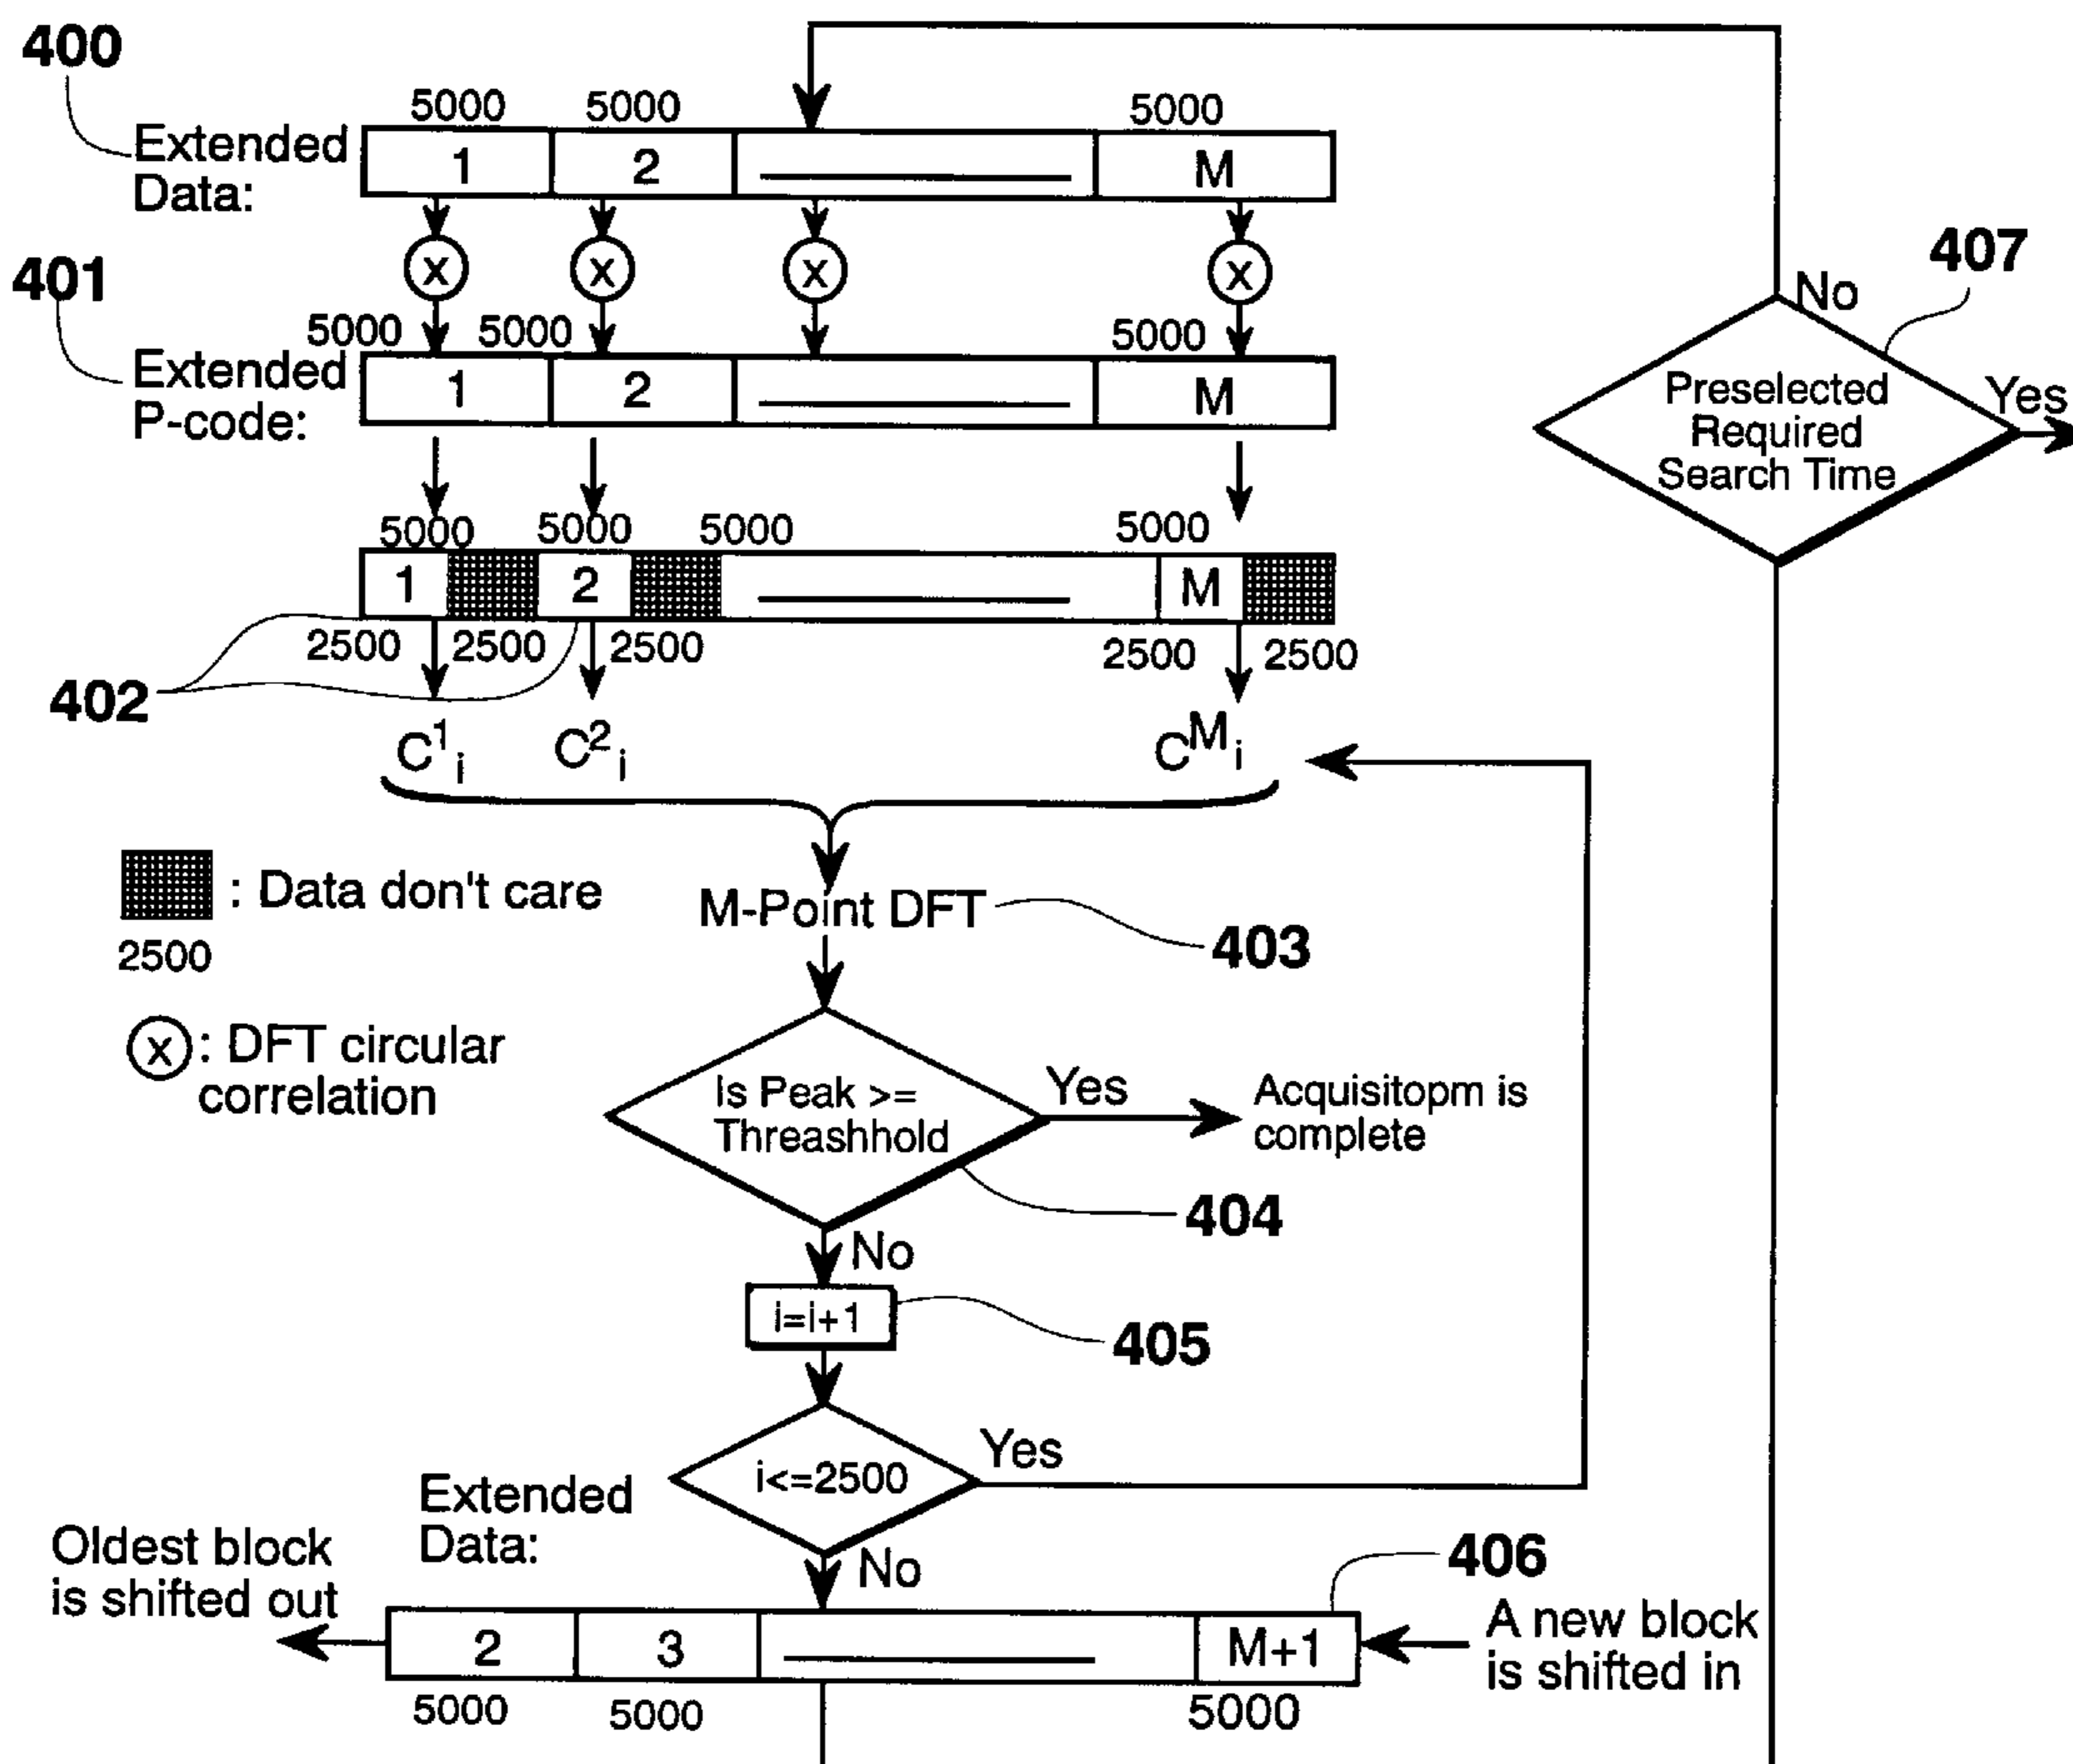 400
5000 5000 5000
Extended
Data:
1 2 M
x x x x
401
5000 5000 5000
Extended
P-code:
1 2 M
407
No
Preselected
Required
Search Time
Yes
5000 5000 5000 5000
1 2 M
2500 2500 2500 2500 2500
402
C1i C2i CMi
: Data don't care
2500
M-Point DFT
403
x : DFT circular
correlation
Is Peak >=
Threashhold
Yes
Acquisitopm is
complete
404
No
i=i+1
405
i<=2500
Yes
No
Extended
Data:
Oldest block
is shifted out
406
2 3 M+1
A new block
is shifted in
5000 5000 5000